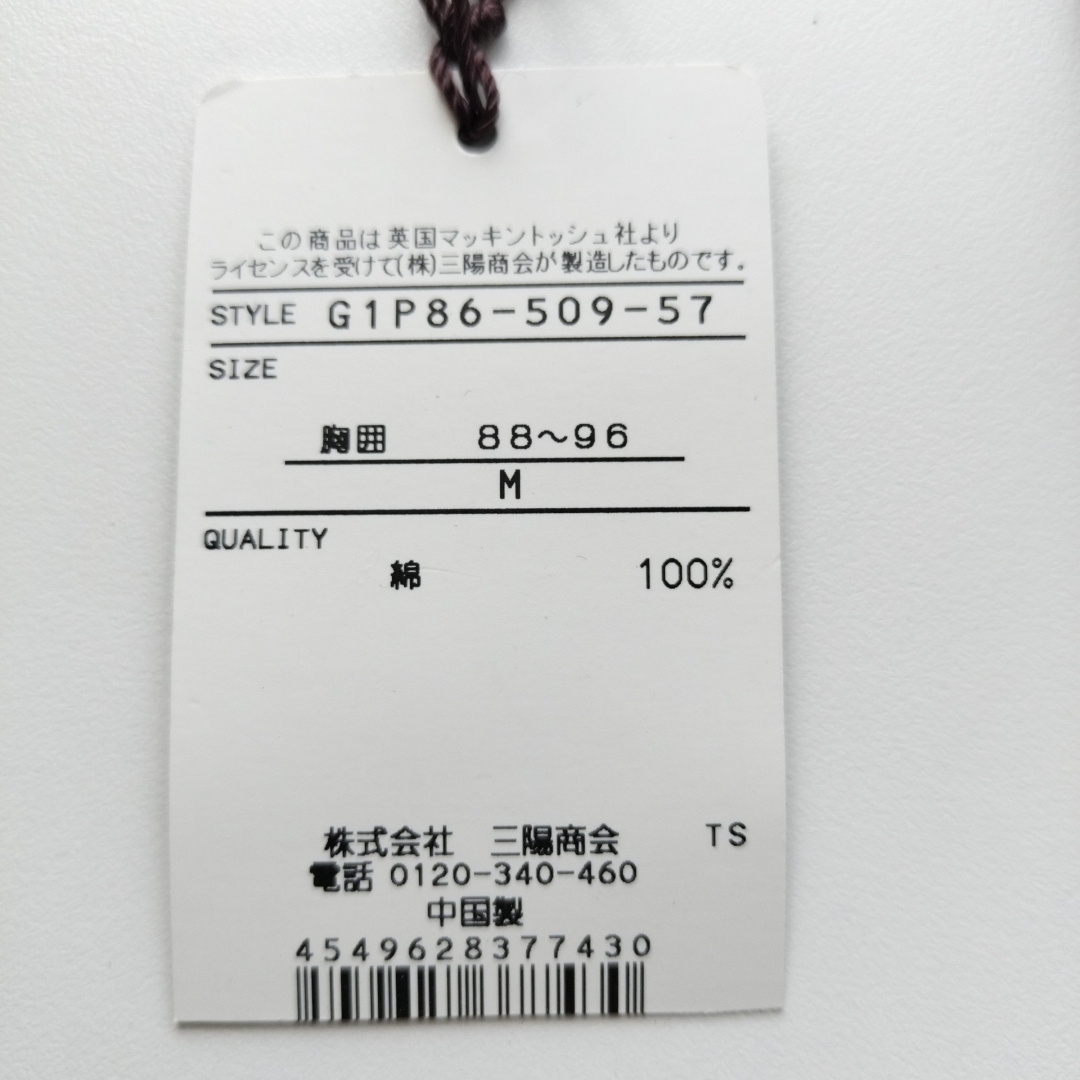 この商品は英国マッキントッシュ社より
ライセンスを受けて(株)三陽商会が製造したものです。
STYLE G1P86-509-57
SIZE
胸囲 88～96
M
QUALITY
綿 100%
株式会社 三陽商会 TS
電話 0120-340-460
中国製
4549628377430